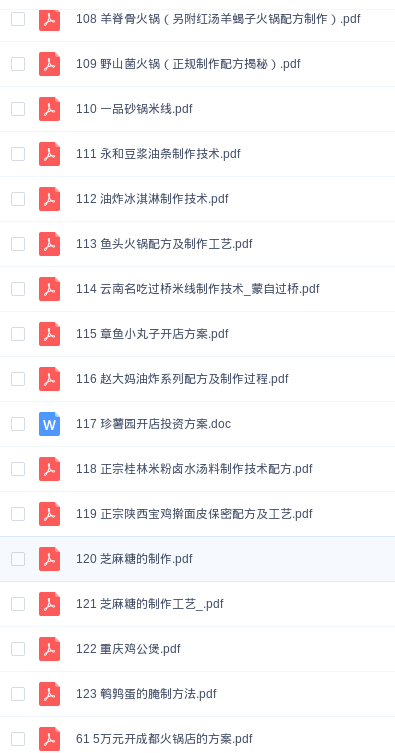 108 羊脊骨火锅（另附红汤羊蝎子火锅配方制作）.pdf
109 野山菌火锅（正规制作配方揭秘）.pdf
110 一品砂锅米线.pdf
111 永和豆浆油条制作技术.pdf
112 油炸冰淇淋制作技术.pdf
113 鱼头火锅配方及制作工艺.pdf
114 云南名吃过桥米线制作技术_蒙自过桥.pdf
115 章鱼小丸子开店方案.pdf
116 赵大妈油炸系列配方及制作过程.pdf
W
117 珍薯园开店投资方案.doc
118 正宗桂林米粉卤水汤料制作技术配方.pdf
119 正宗陕西宝鸡擀面皮保密配方及工艺.pdf
120 芝麻糖的制作.pdf
121 芝麻糖的制作工艺_.pdf
122 重庆鸡公煲.pdf
123 鹌鹑蛋的腌制方法.pdf
61 5万元开成都火锅店的方案.pdf